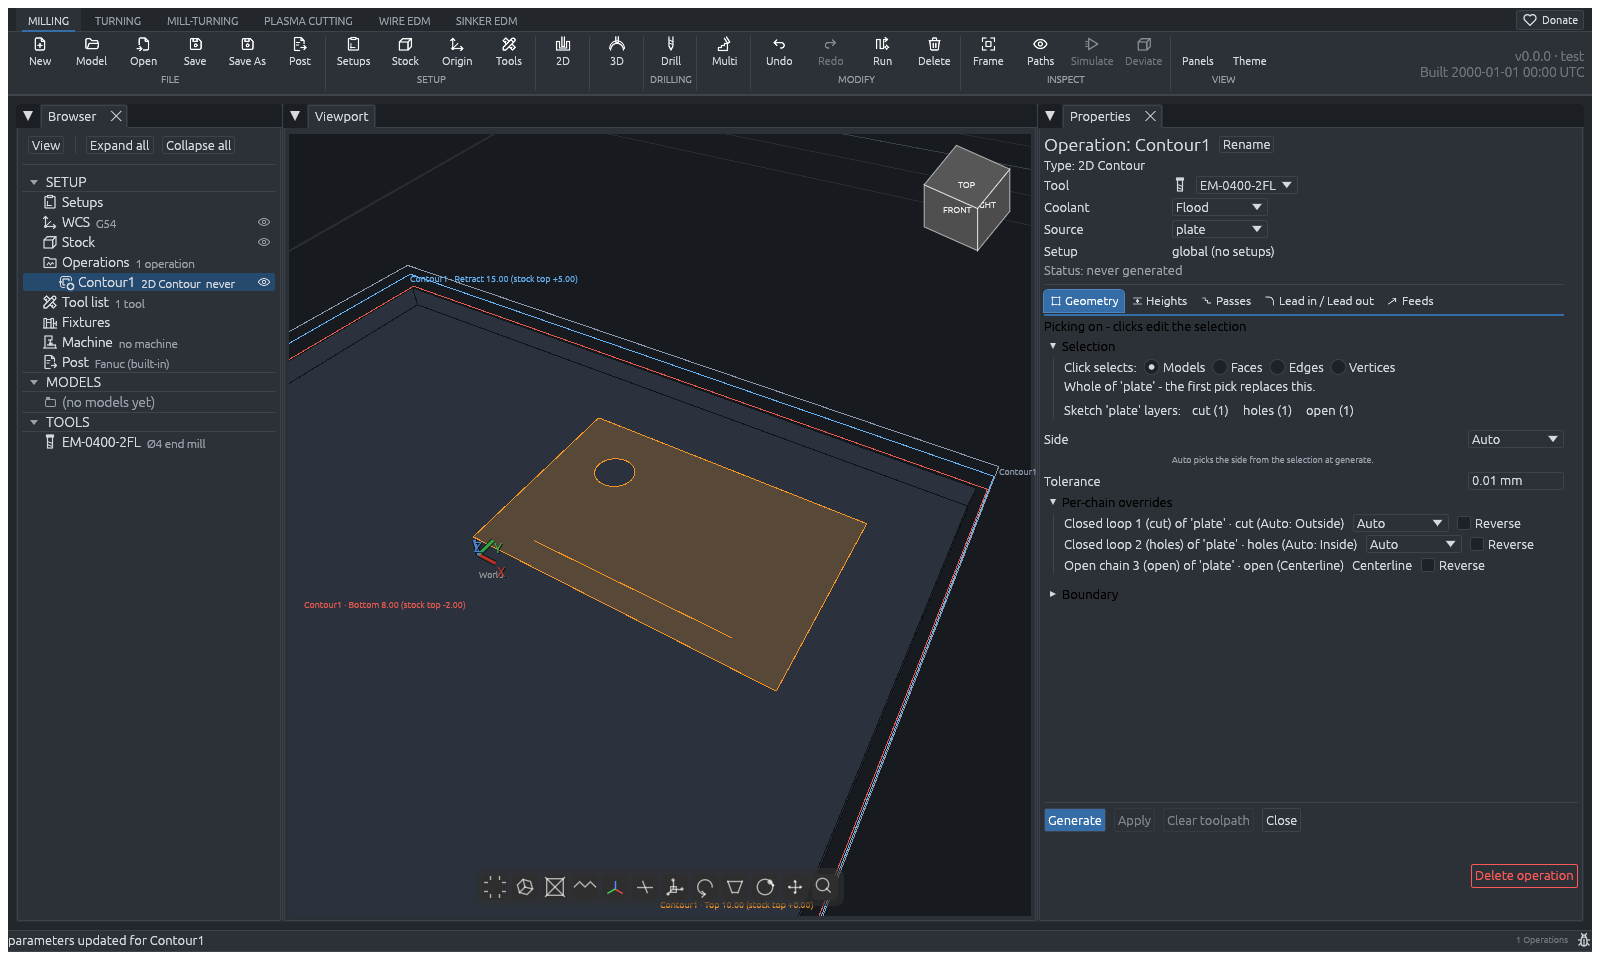 MILLING TURNING MILL-TURNING PLASMA CUTTING WIRE EDM SINKER EDM Donate
New Model Open Save Save As Post Setups Stock Origin Tools 2D 3D Drill Multi Undo Redo Run Delete Frame Paths Simulate Deviate Panels Theme
FILE SETUP DRILLING MODIFY INSPECT VIEW
v0.0.0 · test
Built 2000-01-01 00:00 UTC
Browser
View Expand all Collapse all
SETUP
Setups
WCS G54
Stock
Operations 1 operation
Contour1 2D Contour never
Tool list 1 tool
Fixtures
Machine no machine
Post Fanuc (built-in)
MODELS
(no models yet)
TOOLS
EM-0400-2FL Ø4 end mill
Viewport
TOP
FRONT
GHT
Contour1 · Retract 15.00 (stock top +5.00)
Contour1
Y
X
World
Contour1 · Bottom 8.00 (stock top -2.00)
Contour1 · Top 10.00 (stock top +0.00)
Properties
Operation: Contour1 Rename
Type: 2D Contour
Tool EM-0400-2FL
Coolant Flood
Source plate
Setup global (no setups)
Status: never generated
Geometry Heights Passes Lead in / Lead out Feeds
Picking on - clicks edit the selection
Selection
Click selects: Models Faces Edges Vertices
Whole of 'plate' - the first pick replaces this.
Sketch 'plate' layers: cut (1) holes (1) open (1)
Side Auto
Auto picks the side from the selection at generate.
Tolerance 0.01 mm
Per-chain overrides
Closed loop 1 (cut) of 'plate' · cut (Auto: Outside) Auto Reverse
Closed loop 2 (holes) of 'plate' · holes (Auto: Inside) Auto Reverse
Open chain 3 (open) of 'plate' · open (Centerline) Centerline Reverse
Boundary
Generate Apply Clear toolpath Close
Delete operation
parameters updated for Contour1
1 Operations